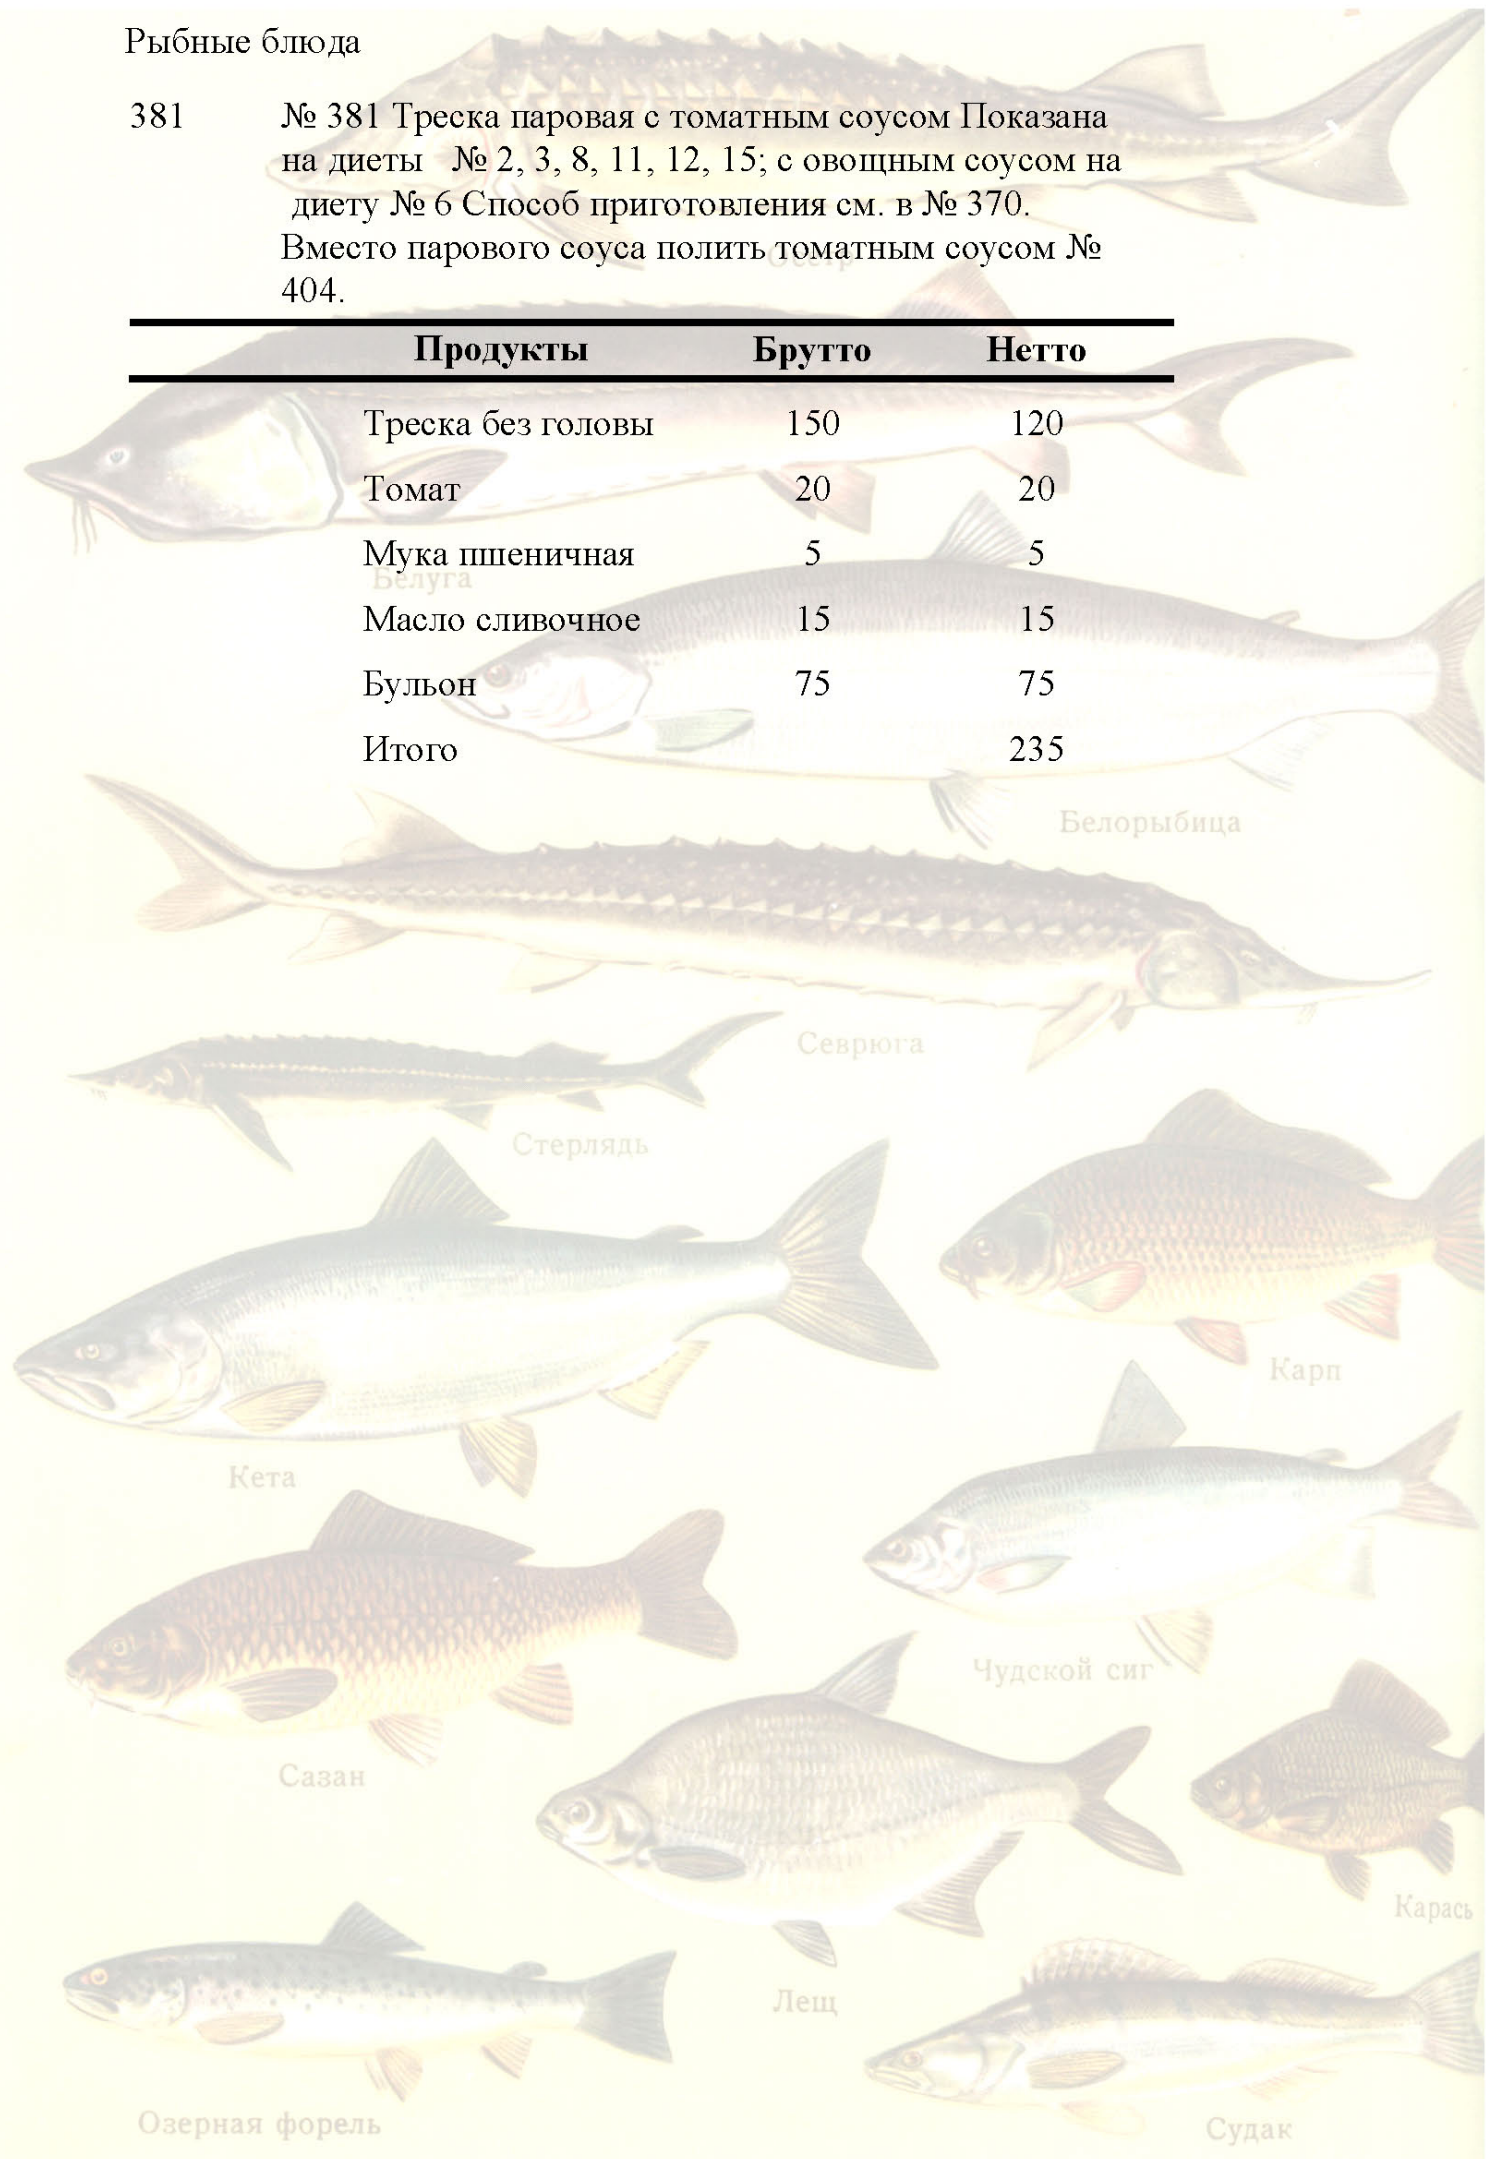 Рыбные блюда
381 № 381 Треска паровая с томатным соусом Показана
на диеты № 2, 3, 8, 11, 12, 15; с овощным соусом на
диету № 6 Способ приготовления см. в № 370.
Вместо парового соуса полить томатным соусом №
404.
Осетр
Продукты Брутто Нетто
Треска без головы 150 120
Томат 20 20
Мука пшеничная 5 5
Белуга
Масло сливочное 15 15
Бульон 75 75
Итого 235
Белорыбица
Севрюга
Стерлядь
Карп
Кета
Чудской сиг
Сазан
Карась
Лещ
Озерная форель
Судак